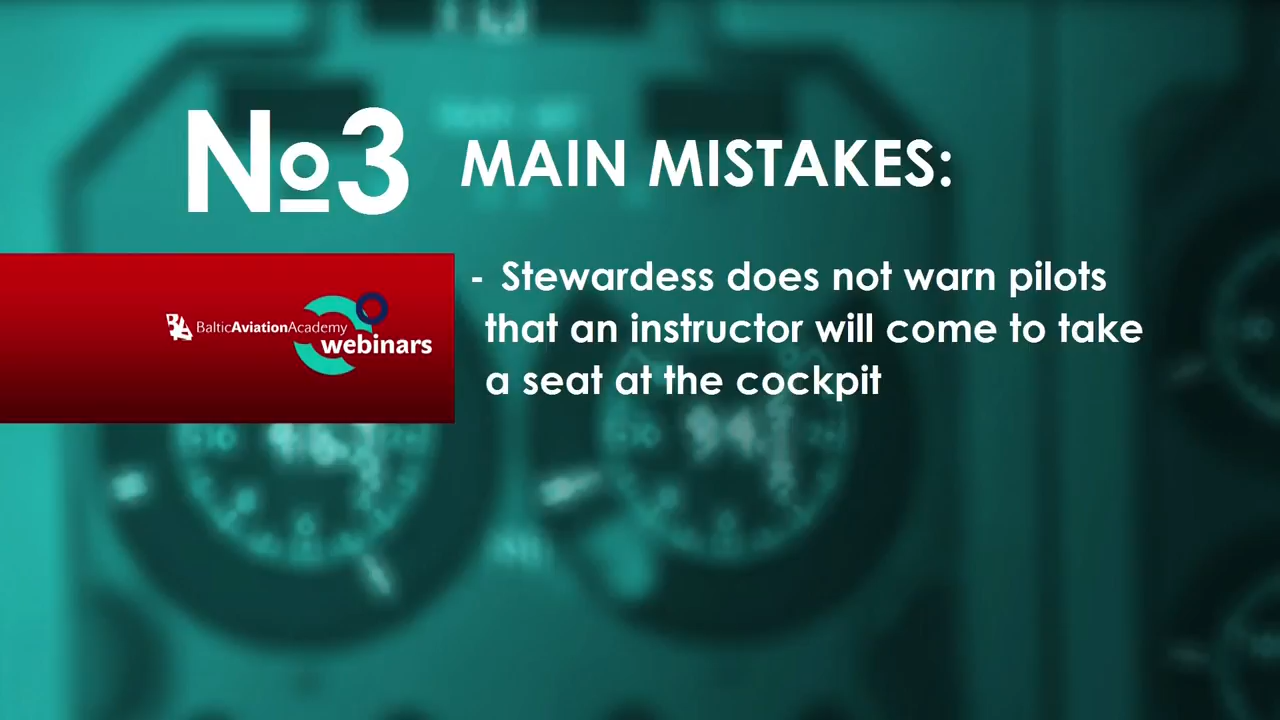 №3
MAIN MISTAKES:
- Stewardess does not warn pilots
that an instructor will come to take
a seat at the cockpit
BalticAviationAcademy
webinars